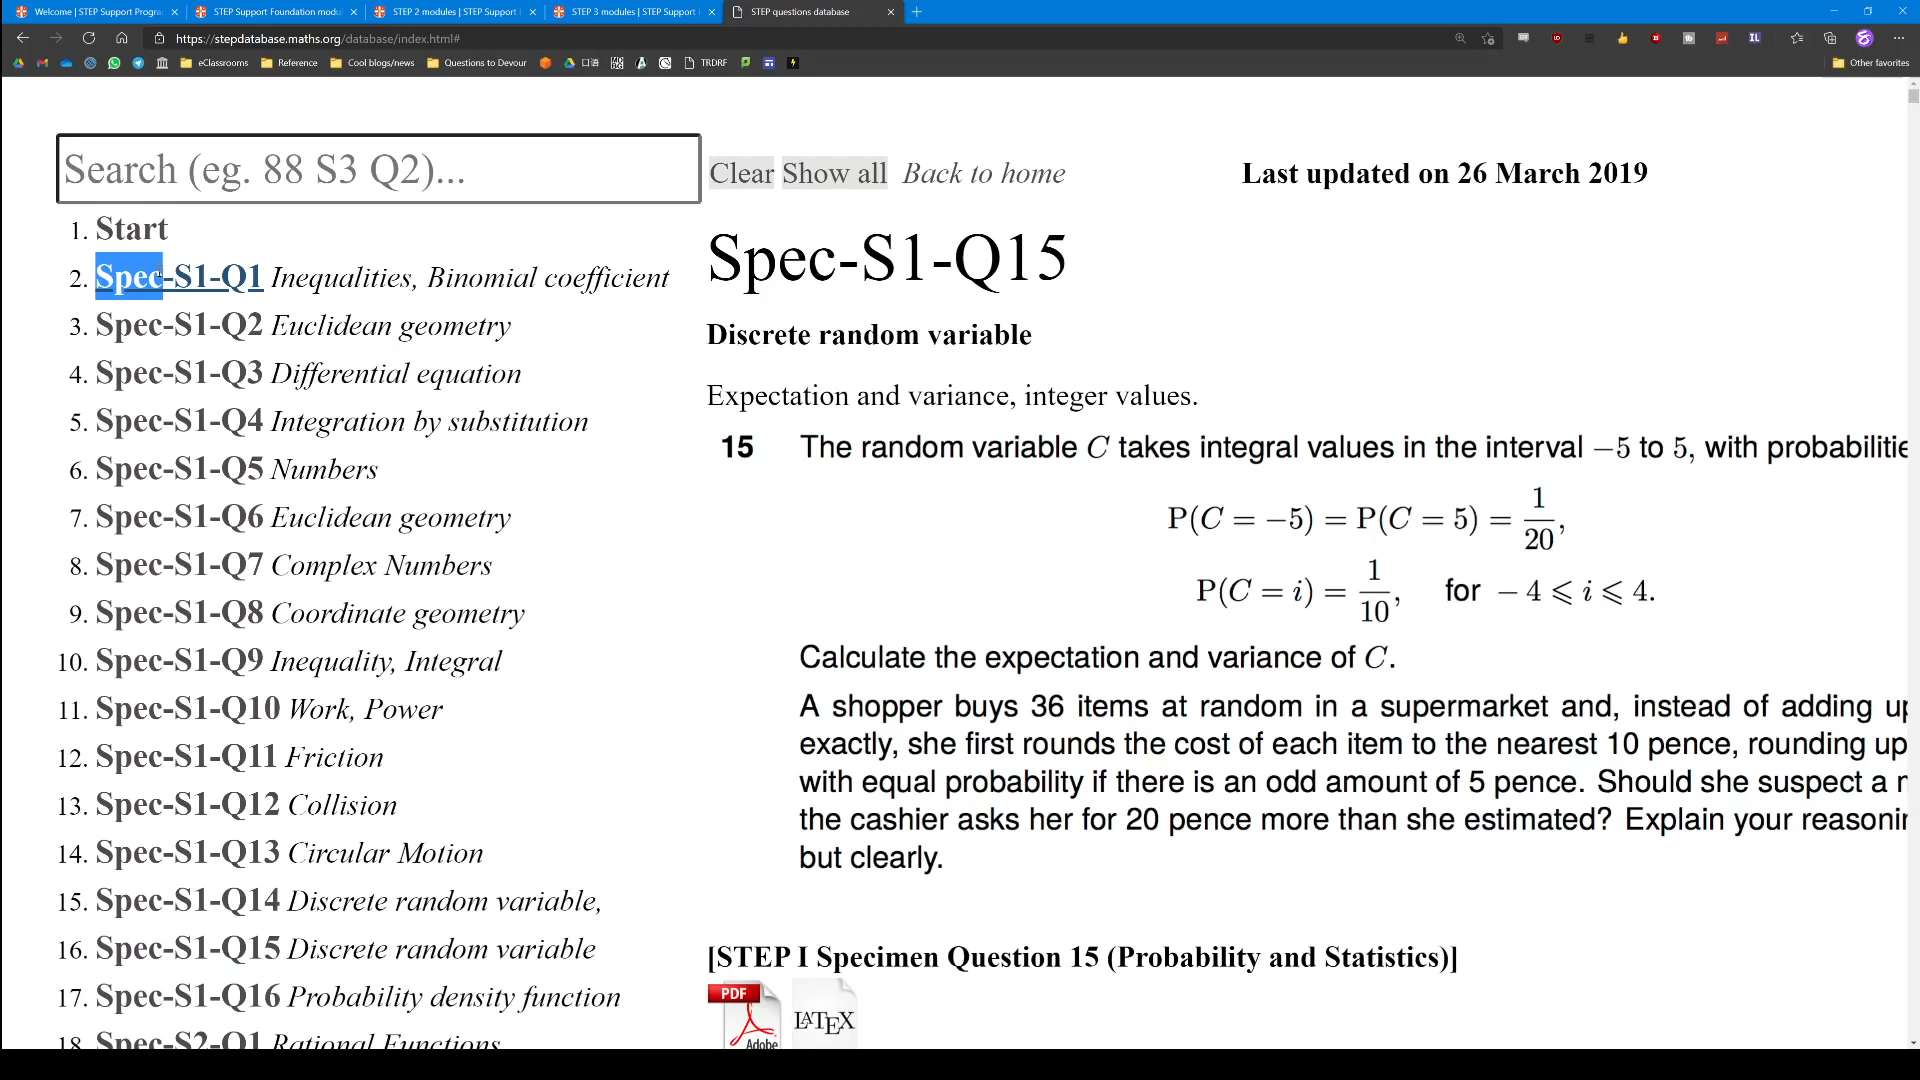 Welcome | STEP Support Progra
STEP Support Foundation modu
STEP 2 modules | STEP Support
STEP 3 modules | STEP Support
STEP questions database
https://stepdatabase.maths.org/database/index.html#
eClassrooms
Reference
Cool blogs/news
Questions to Devour
口语
TRDRF
Other favorites
Search (eg. 88 S3 Q2)...
Clear Show all Back to home
Last updated on 26 March 2019
1. Start
2. Spec-S1-Q1 Inequalities, Binomial coefficient
3. Spec-S1-Q2 Euclidean geometry
4. Spec-S1-Q3 Differential equation
5. Spec-S1-Q4 Integration by substitution
6. Spec-S1-Q5 Numbers
7. Spec-S1-Q6 Euclidean geometry
8. Spec-S1-Q7 Complex Numbers
9. Spec-S1-Q8 Coordinate geometry
10. Spec-S1-Q9 Inequality, Integral
11. Spec-S1-Q10 Work, Power
12. Spec-S1-Q11 Friction
13. Spec-S1-Q12 Collision
14. Spec-S1-Q13 Circular Motion
15. Spec-S1-Q14 Discrete random variable,
16. Spec-S1-Q15 Discrete random variable
17. Spec-S1-Q16 Probability density function
18. Spec-S2-Q1 Rational Functions
Spec-S1-Q15
Discrete random variable
Expectation and variance, integer values.
15 The random variable C takes integral values in the interval −5 to 5, with probabilitie
P(C = −5) = P(C = 5) = 1/20,
P(C = i) = 1/10, for − 4 ⩽ i ⩽ 4.
Calculate the expectation and variance of C.
A shopper buys 36 items at random in a supermarket and, instead of adding up
exactly, she first rounds the cost of each item to the nearest 10 pence, rounding up
with equal probability if there is an odd amount of 5 pence. Should she suspect a
the cashier asks her for 20 pence more than she estimated? Explain your reasoni
but clearly.
[STEP I Specimen Question 15 (Probability and Statistics)]
PDF
Adobe
LATEX